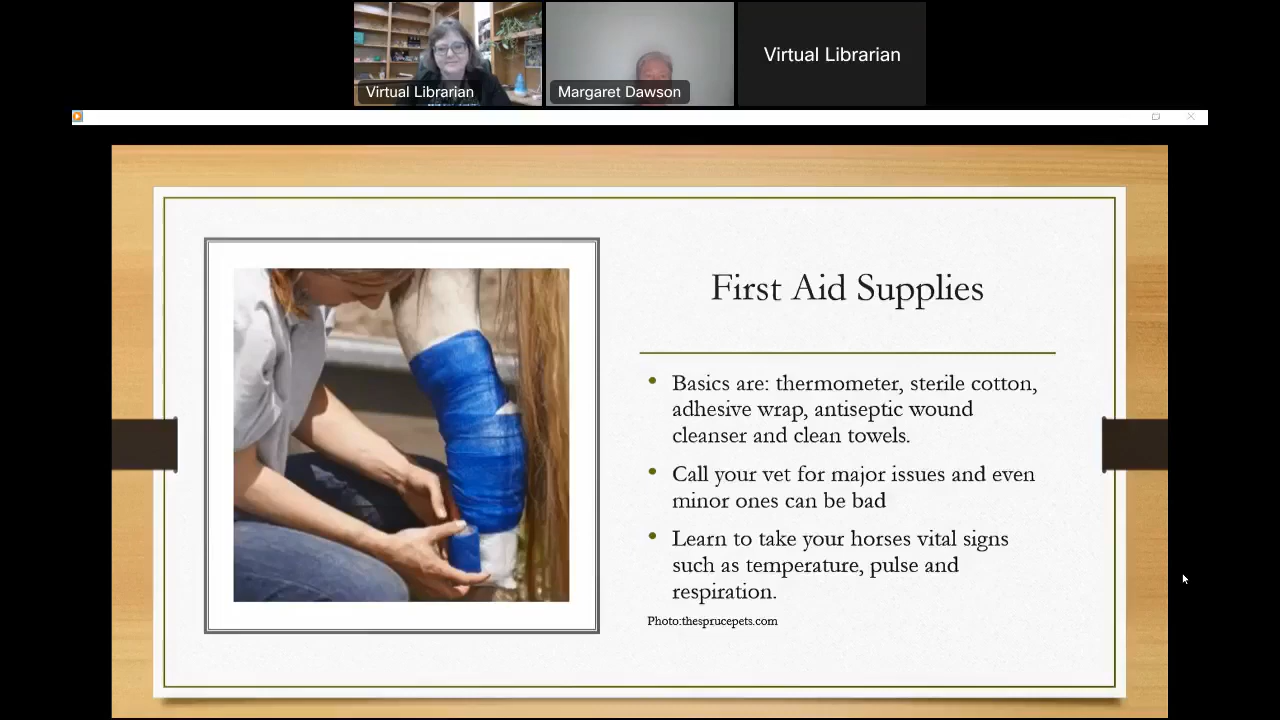 Virtual Librarian
Margaret Dawson
Virtual Librarian
First Aid Supplies
• Basics are: thermometer, sterile cotton,
adhesive wrap, antiseptic wound
cleanser and clean towels.
• Call your vet for major issues and even
minor ones can be bad
• Learn to take your horses vital signs
such as temperature, pulse and
respiration.
Photo:thesprucepets.com